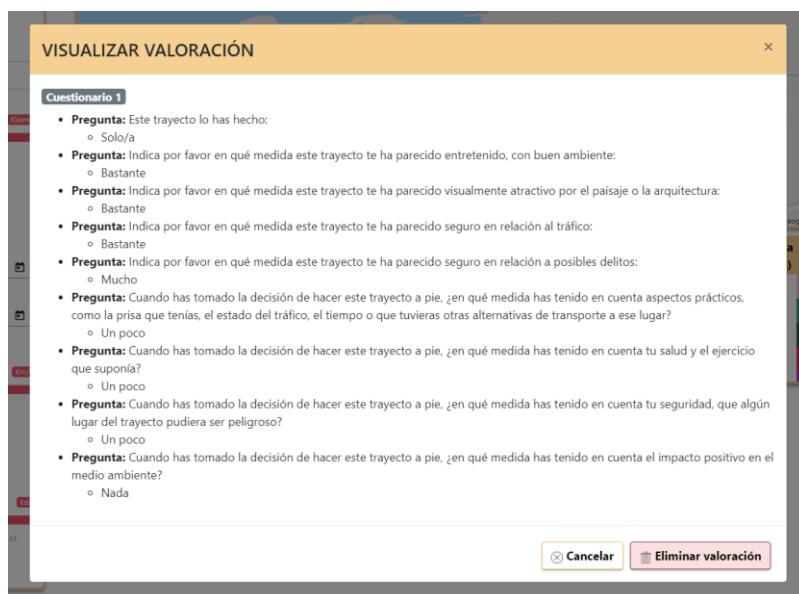 VISUALIZAR VALORACIÓN
×
Cuestionario 1
• Pregunta: Este trayecto lo has hecho:
◦ Solo/a
• Pregunta: Indica por favor en qué medida este trayecto te ha parecido entretenido, con buen ambiente:
◦ Bastante
• Pregunta: Indica por favor en qué medida este trayecto te ha parecido visualmente atractivo por el paisaje o la arquitectura:
◦ Bastante
• Pregunta: Indica por favor en qué medida este trayecto te ha parecido seguro en relación al tráfico:
◦ Bastante
• Pregunta: Indica por favor en qué medida este trayecto te ha parecido seguro en relación a posibles delitos:
◦ Mucho
• Pregunta: Cuando has tomado la decisión de hacer este trayecto a pie, ¿en qué medida has tenido en cuenta aspectos prácticos,
como la prisa que tenías, el estado del tráfico, el tiempo o que tuvieras otras alternativas de transporte a ese lugar?
◦ Un poco
• Pregunta: Cuando has tomado la decisión de hacer este trayecto a pie, ¿en qué medida has tenido en cuenta tu salud y el ejercicio
que suponía?
◦ Un poco
• Pregunta: Cuando has tomado la decisión de hacer este trayecto a pie, ¿en qué medida has tenido en cuenta tu seguridad, que algún
lugar del trayecto pudiera ser peligroso?
◦ Un poco
• Pregunta: Cuando has tomado la decisión de hacer este trayecto a pie, ¿en qué medida has tenido en cuenta el impacto positivo en el
medio ambiente?
◦ Nada
Cancelar
Eliminar valoración